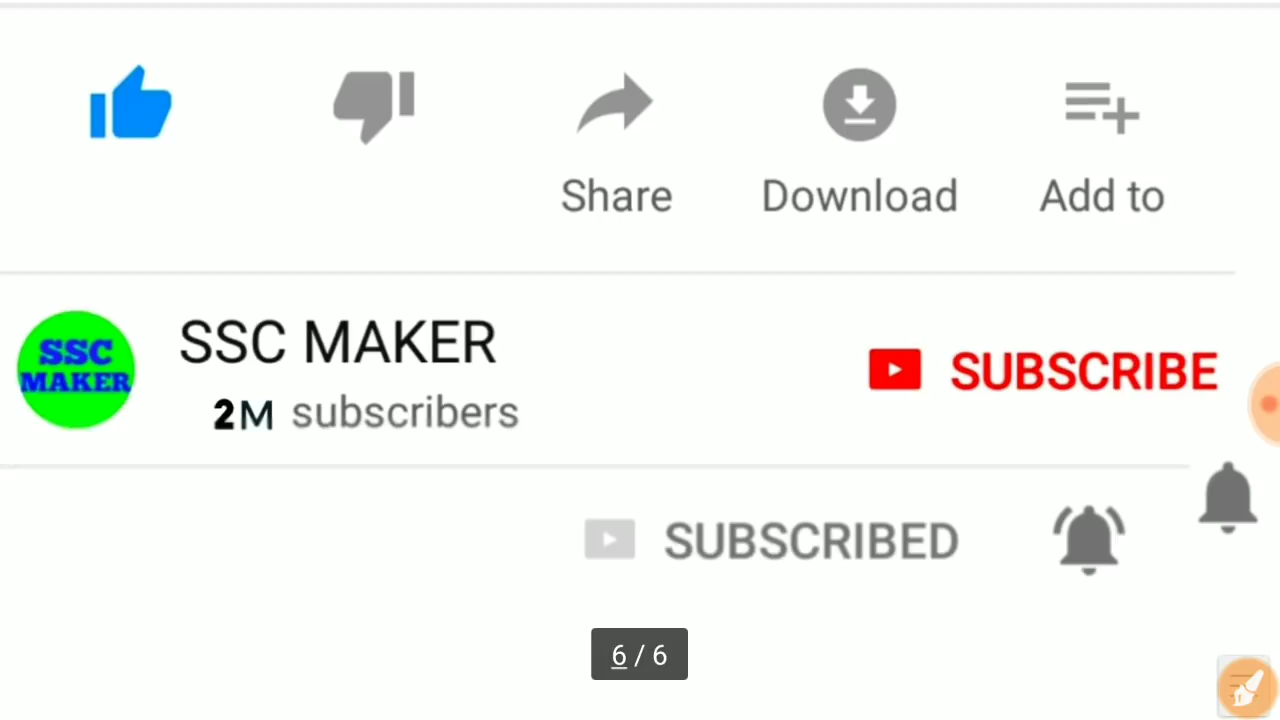 Share Download Add to
SSC
MAKER
SSC MAKER
2M subscribers
SUBSCRIBE
SUBSCRIBED
6 / 6